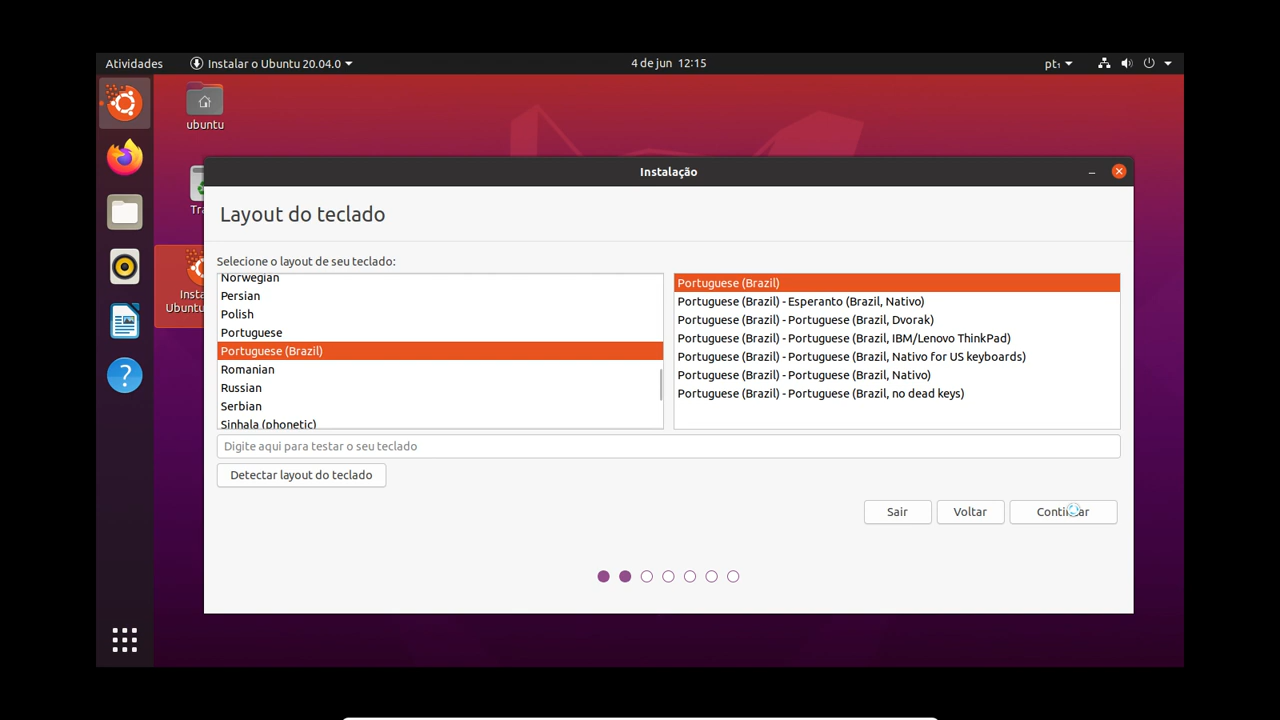 Atividades
Instalar o Ubuntu 20.04.0
4 de jun 12:15
pt₁
ubuntu
Instalação
Layout do teclado
Selecione o layout de seu teclado:
Norwegian
Persian
Polish
Portuguese
Portuguese (Brazil)
Romanian
Russian
Serbian
Sinhala (phonetic)
Portuguese (Brazil)
Portuguese (Brazil) - Esperanto (Brazil, Nativo)
Portuguese (Brazil) - Portuguese (Brazil, Dvorak)
Portuguese (Brazil) - Portuguese (Brazil, IBM/Lenovo ThinkPad)
Portuguese (Brazil) - Portuguese (Brazil, Nativo for US keyboards)
Portuguese (Brazil) - Portuguese (Brazil, Nativo)
Portuguese (Brazil) - Portuguese (Brazil, no dead keys)
Digite aqui para testar o seu teclado
Detectar layout do teclado
Sair
Voltar
Continuar
Tra
Insta
Ubuntu